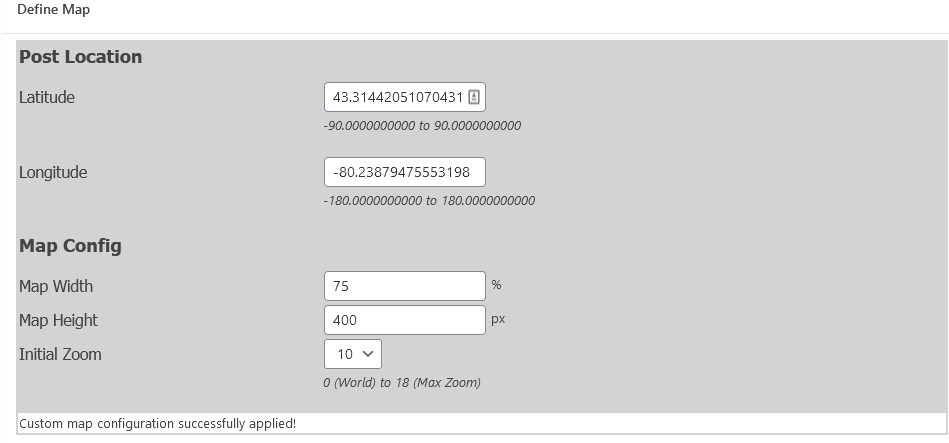 Define Map
Post Location
Latitude 43.31442051070431
-90.0000000000 to 90.0000000000
Longitude -80.23879475553198
-180.0000000000 to 180.0000000000
Map Config
Map Width 75 %
Map Height 400 px
Initial Zoom 10
0 (World) to 18 (Max Zoom)
Custom map configuration successfully applied!